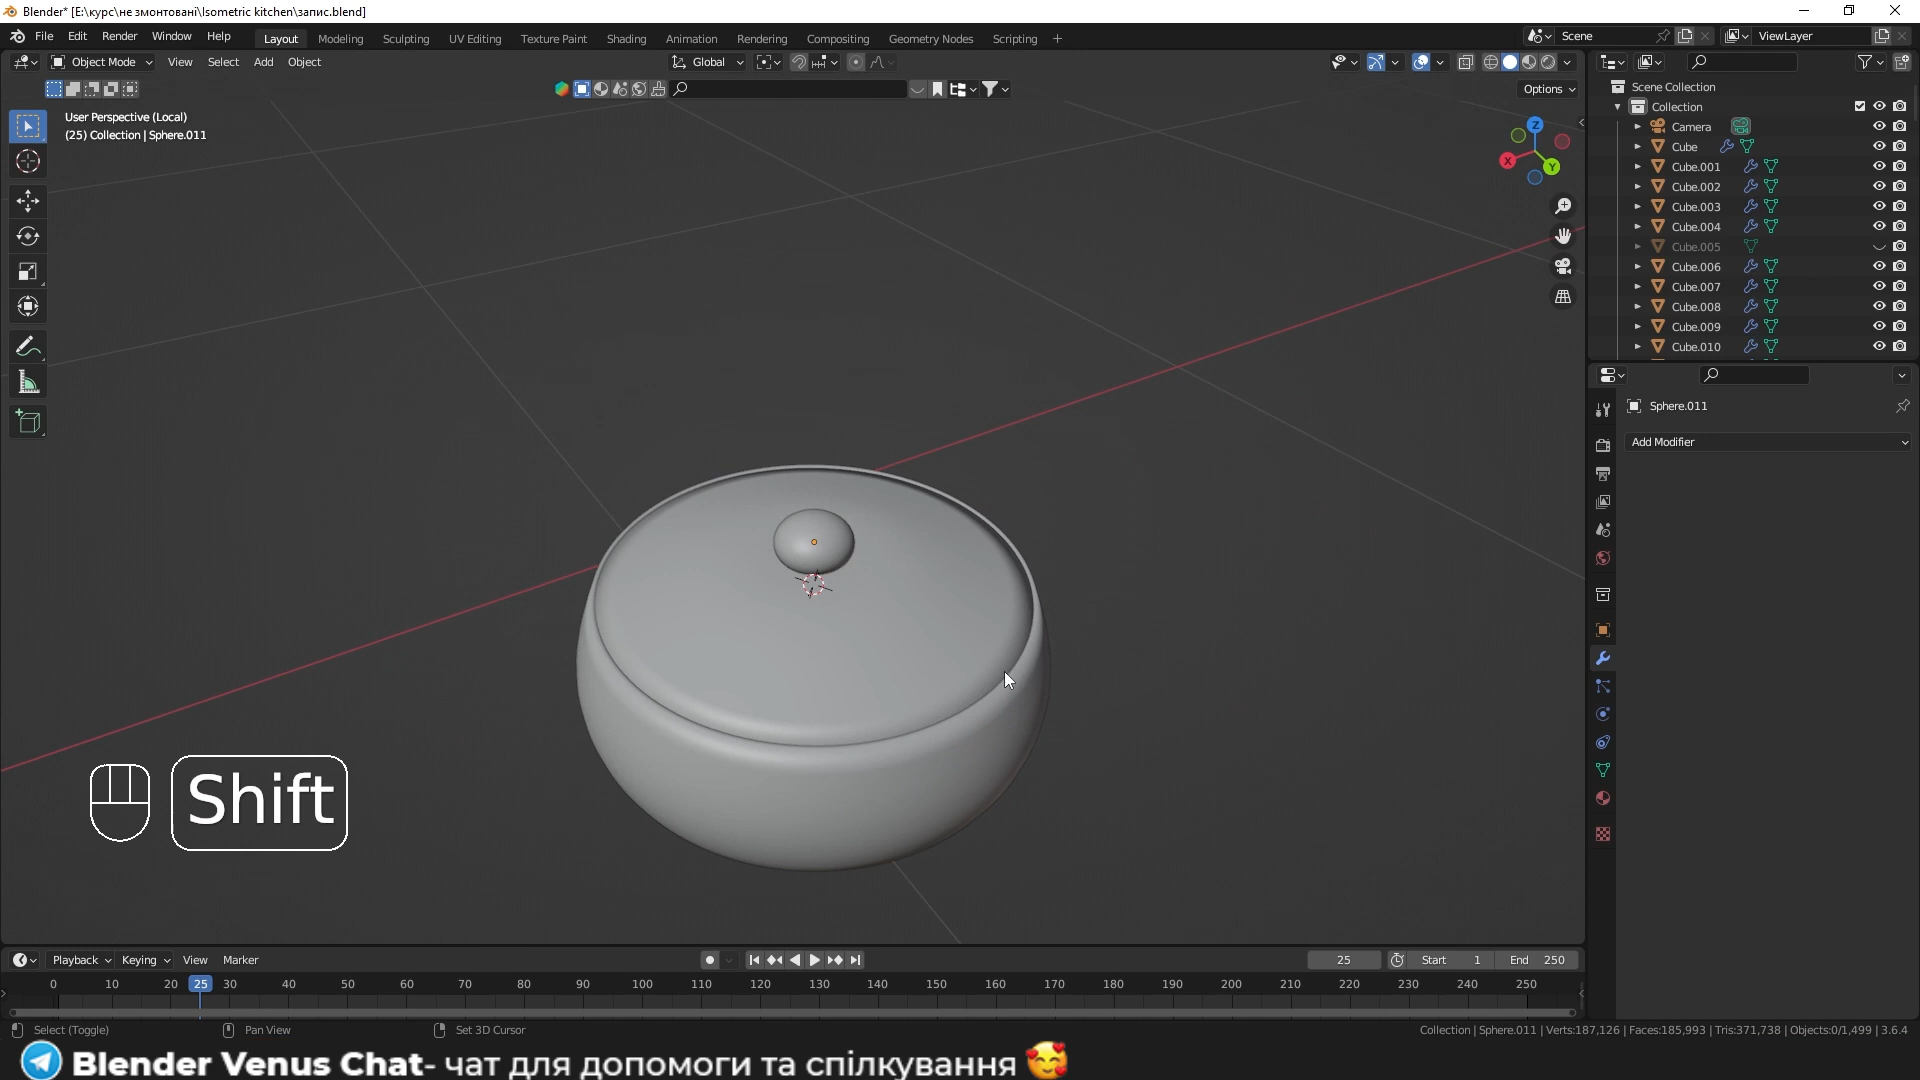 Blender* [E:\курс\не змонтовані\Isometric kitchen\запис.blend]
File Edit Render Window Help Layout Modeling Sculpting UV Editing Texture Paint Shading Animation Rendering Compositing Geometry Nodes Scripting Scene ViewLayer
Object Mode View Select Add Object Global
Options
User Perspective (Local)
(25) Collection | Sphere.011
X Y Z
Scene Collection
Collection
Camera
Cube
Cube.001
Cube.002
Cube.003
Cube.004
Cube.005
Cube.006
Cube.007
Cube.008
Cube.009
Cube.010
Sphere.011
Add Modifier
Shift
Playback Keying View Marker 25 Start 1 End 250
0 10 20 25 30 40 50 60 70 80 90 100 110 120 130 140 150 160 170 180 190 200 210 220 230 240 250
Select (Toggle) Pan View Set 3D Cursor Collection | Sphere.011 | Verts:187,126 | Faces:185,993 | Tris:371,738 | Objects:0/1,499 | 3.6.4
Blender Venus Chat- чат для допомоги та спілкування 🥰